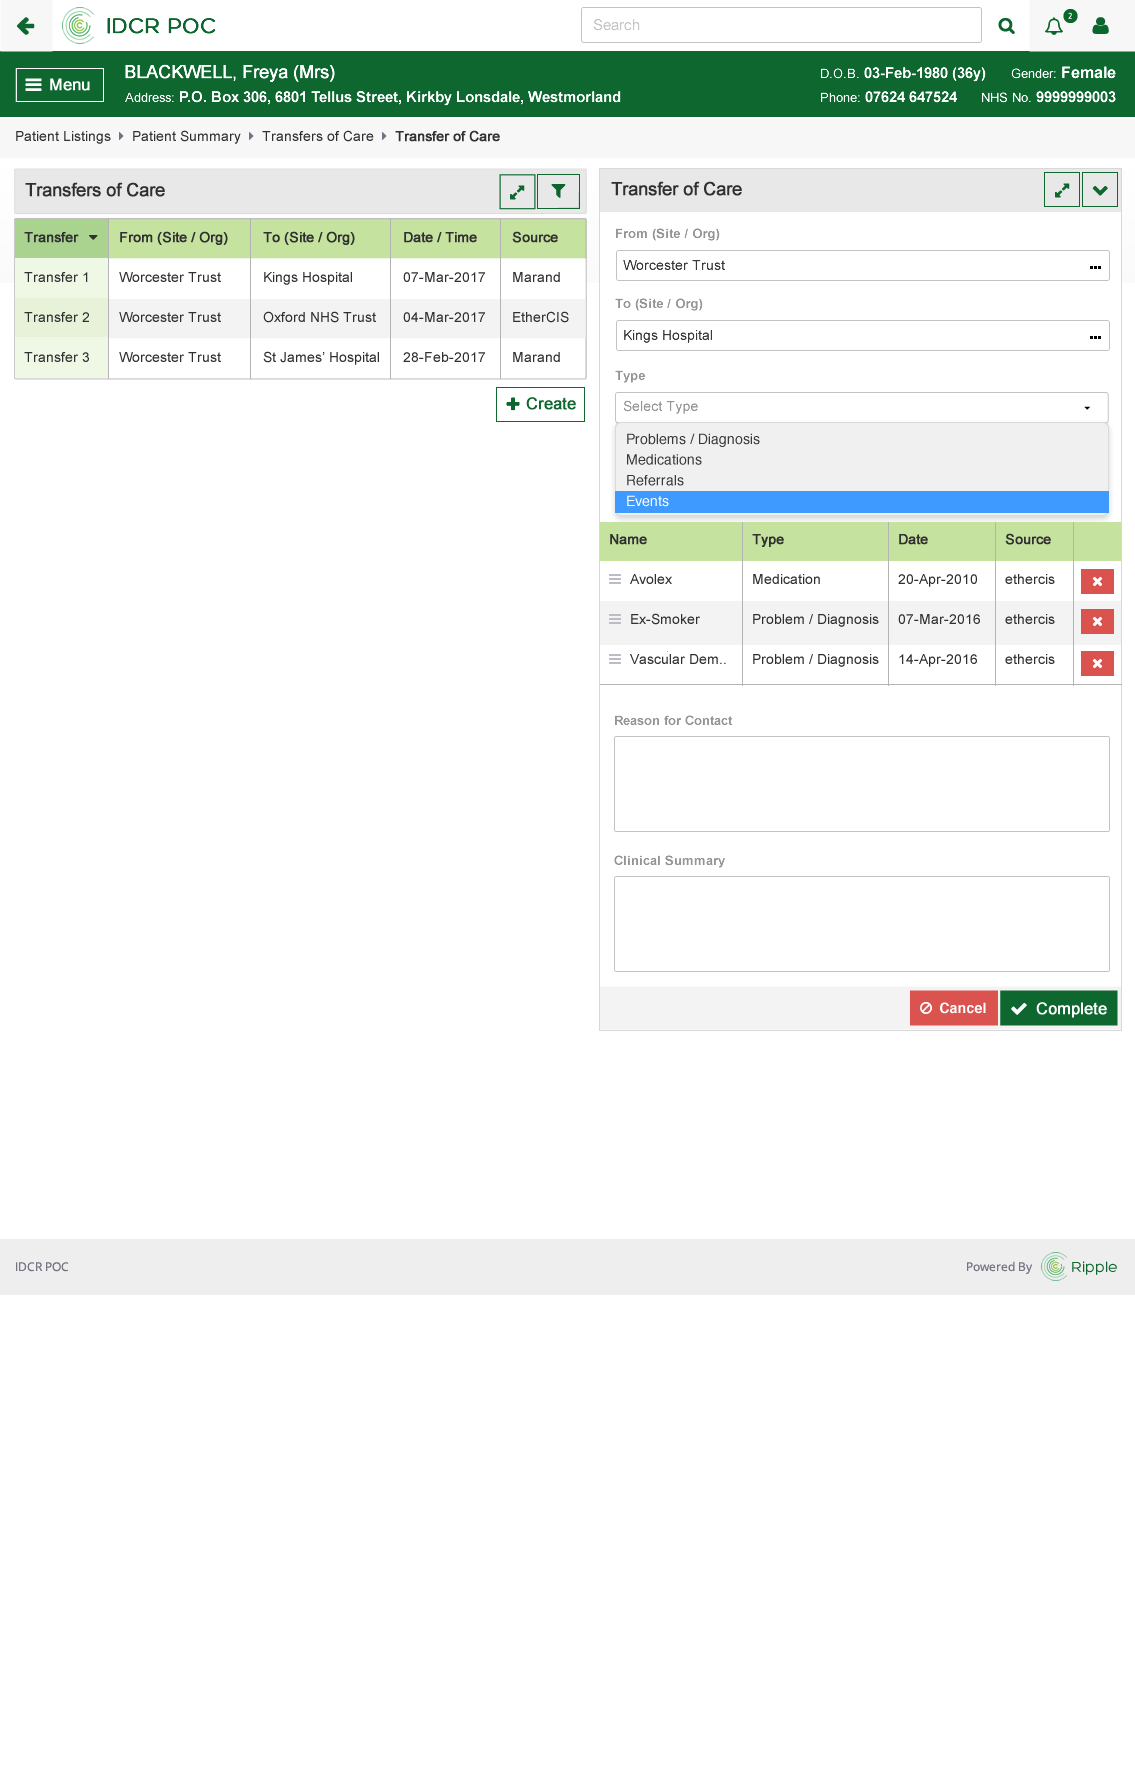 IDCR POC
Search
2
Menu
BLACKWELL, Freya (Mrs)
D.O.B. 03-Feb-1980 (36y) Gender: Female
Address: P.O. Box 306, 6801 Tellus Street, Kirkby Lonsdale, Westmorland
Phone: 07624 647524 NHS No. 9999999003
Patient Listings Patient Summary Transfers of Care Transfer of Care
Transfers of Care
Transfer From (Site / Org) To (Site / Org) Date / Time Source
Transfer 1 Worcester Trust Kings Hospital 07-Mar-2017 Marand
Transfer 2 Worcester Trust Oxford NHS Trust 04-Mar-2017 EtherCIS
Transfer 3 Worcester Trust St James’ Hospital 28-Feb-2017 Marand
Create
Transfer of Care
From (Site / Org)
Worcester Trust
To (Site / Org)
Kings Hospital
Type
Select Type
Problems / Diagnosis
Medications
Referrals
Events
Name Type Date Source
Avolex Medication 20-Apr-2010 ethercis
Ex-Smoker Problem / Diagnosis 07-Mar-2016 ethercis
Vascular Dem.. Problem / Diagnosis 14-Apr-2016 ethercis
Reason for Contact
Clinical Summary
Cancel Complete
IDCR POC
Powered By Ripple